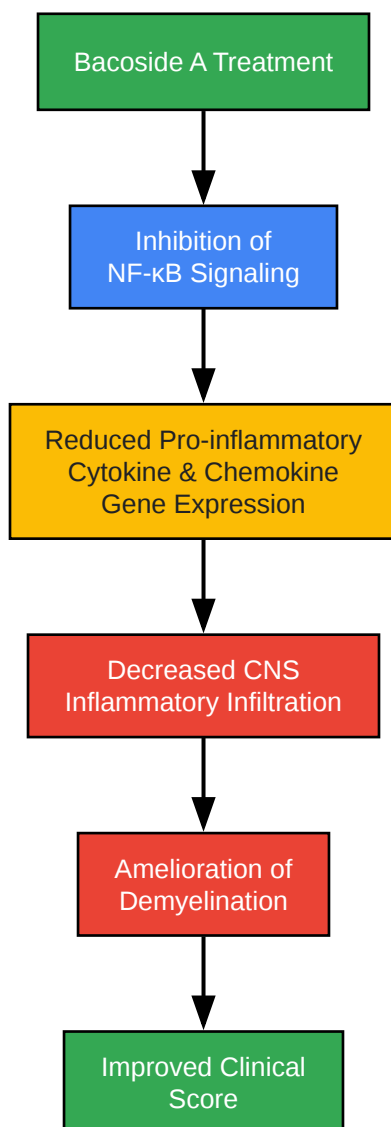 Bacoside A Treatment
Inhibition of
NF-κB Signaling
Reduced Pro-inflammatory
Cytokine & Chemokine
Gene Expression
Decreased CNS
Inflammatory Infiltration
Amelioration of
Demyelination
Improved Clinical
Score